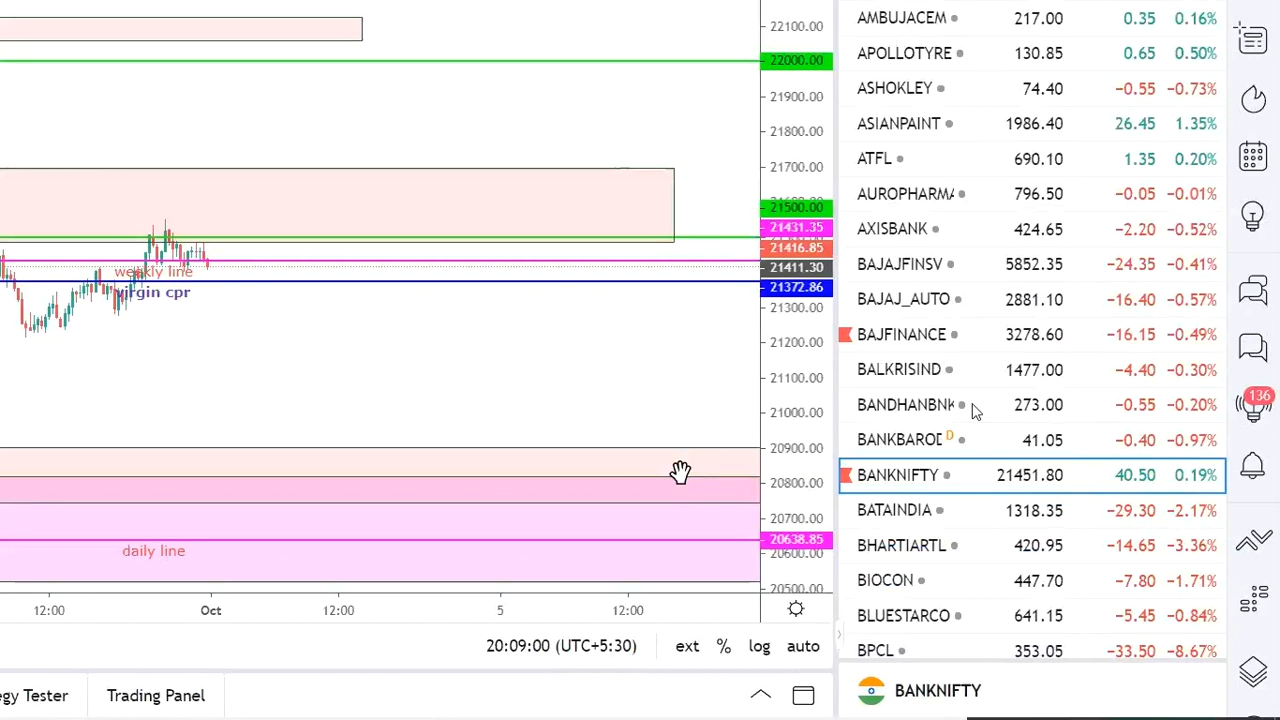 22100.00
22000.00
21900.00
21800.00
21700.00
21500.00
21431.35
21416.85
21411.30
21372.86
21300.00
21200.00
21100.00
21000.00
20900.00
20800.00
20700.00
20638.85
20600.00
20500.00
weekly line
virgin cpr
daily line
12:00 Oct 12:00 5 12:00
20:09:00 (UTC+5:30) ext % log auto
egy Tester Trading Panel
AMBUJACEM 217.00 0.35 0.16%
APOLLOTYRE 130.85 0.65 0.50%
ASHOKLEY 74.40 −0.55 −0.73%
ASIANPAINT 1986.40 26.45 1.35%
ATFL 690.10 1.35 0.20%
AUROPHARMA 796.50 −0.05 −0.01%
AXISBANK 424.65 −2.20 −0.52%
BAJAJFINSV 5852.35 −24.35 −0.41%
BAJAJ_AUTO 2881.10 −16.40 −0.57%
BAJFINANCE 3278.60 −16.15 −0.49%
BALKRISIND 1477.00 −4.40 −0.30%
BANDHANBNK 273.00 −0.55 −0.20%
BANKBAROD D 41.05 −0.40 −0.97%
BANKNIFTY 21451.80 40.50 0.19%
BATAINDIA 1318.35 −29.30 −2.17%
BHARTIARTL 420.95 −14.65 −3.36%
BIOCON 447.70 −7.80 −1.71%
BLUESTARCO 641.15 −5.45 −0.84%
BPCL 353.05 −33.50 −8.67%
BANKNIFTY
136